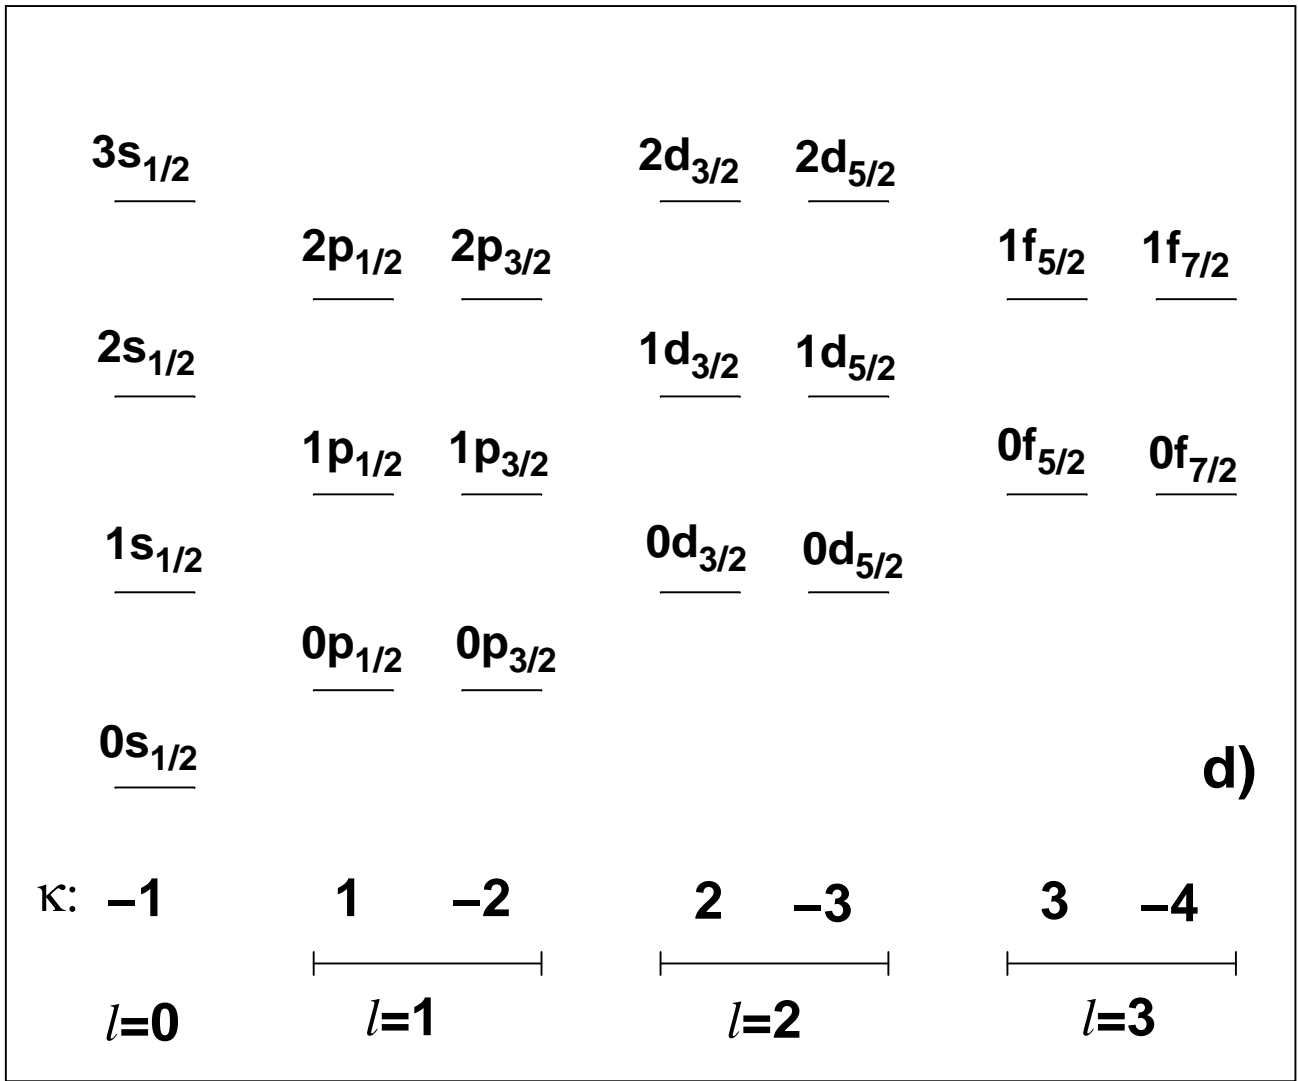 3s1/2 2d3/2 2d5/2
2p1/2 2p3/2 1f5/2 1f7/2
2s1/2 1d3/2 1d5/2
1p1/2 1p3/2 0f5/2 0f7/2
1s1/2 0d3/2 0d5/2
0p1/2 0p3/2
0s1/2 d)
κ: –1 1 –2 2 –3 3 –4
l=0 l=1 l=2 l=3